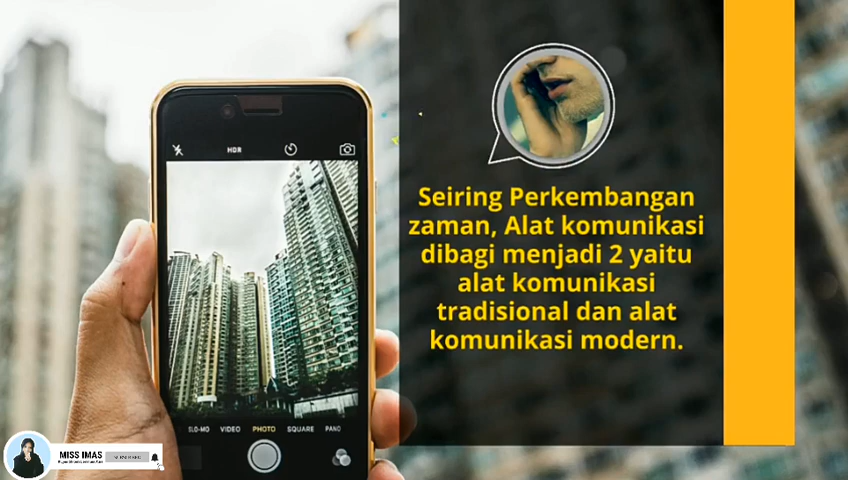 HDR
Seiring Perkembangan
zaman, Alat komunikasi
dibagi menjadi 2 yaitu
alat komunikasi
tradisional dan alat
komunikasi modern.
SLO-MO VIDEO PHOTO SQUARE PANO
MISS IMAS